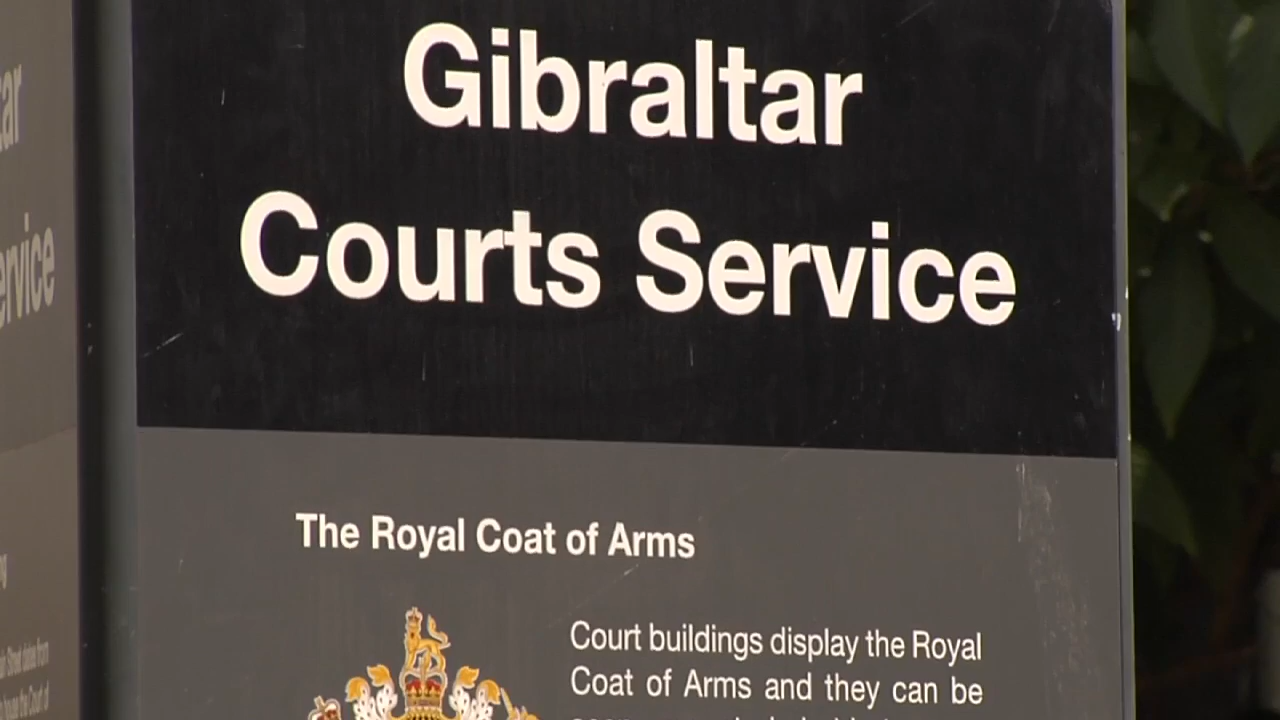 Gibraltar
Courts Service
The Royal Coat of Arms
Court buildings display the Royal
Coat of Arms and they can be
ervice